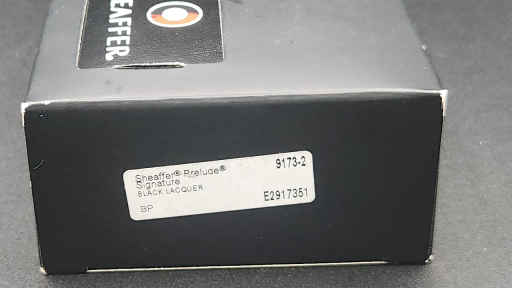 SHEAFFER.
Sheaffer® Prelude® 9173-2
Signature
BLACK LACQUER
BP E2917351